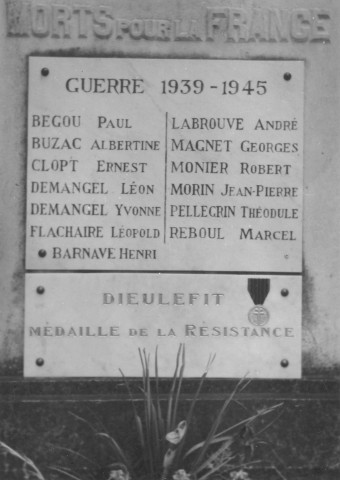 MORTS POUR LA FRANCE
GUERRE 1939-1945
BEGOU PAUL
BUZAC ALBERTINE
CLOPT ERNEST
DEMANGEL LÉON
DEMANGEL YVONNE
FLACHAIRE LÉOPOLD
BARNAVE HENRI
LABROUVE ANDRÉ
MAGNET GEORGES
MONIER ROBERT
MORIN JEAN-PIERRE
PELLEGRIN THÉODULE
REBOUL MARCEL
DIEULEFIT
MÉDAILLE DE LA RÉSISTANCE